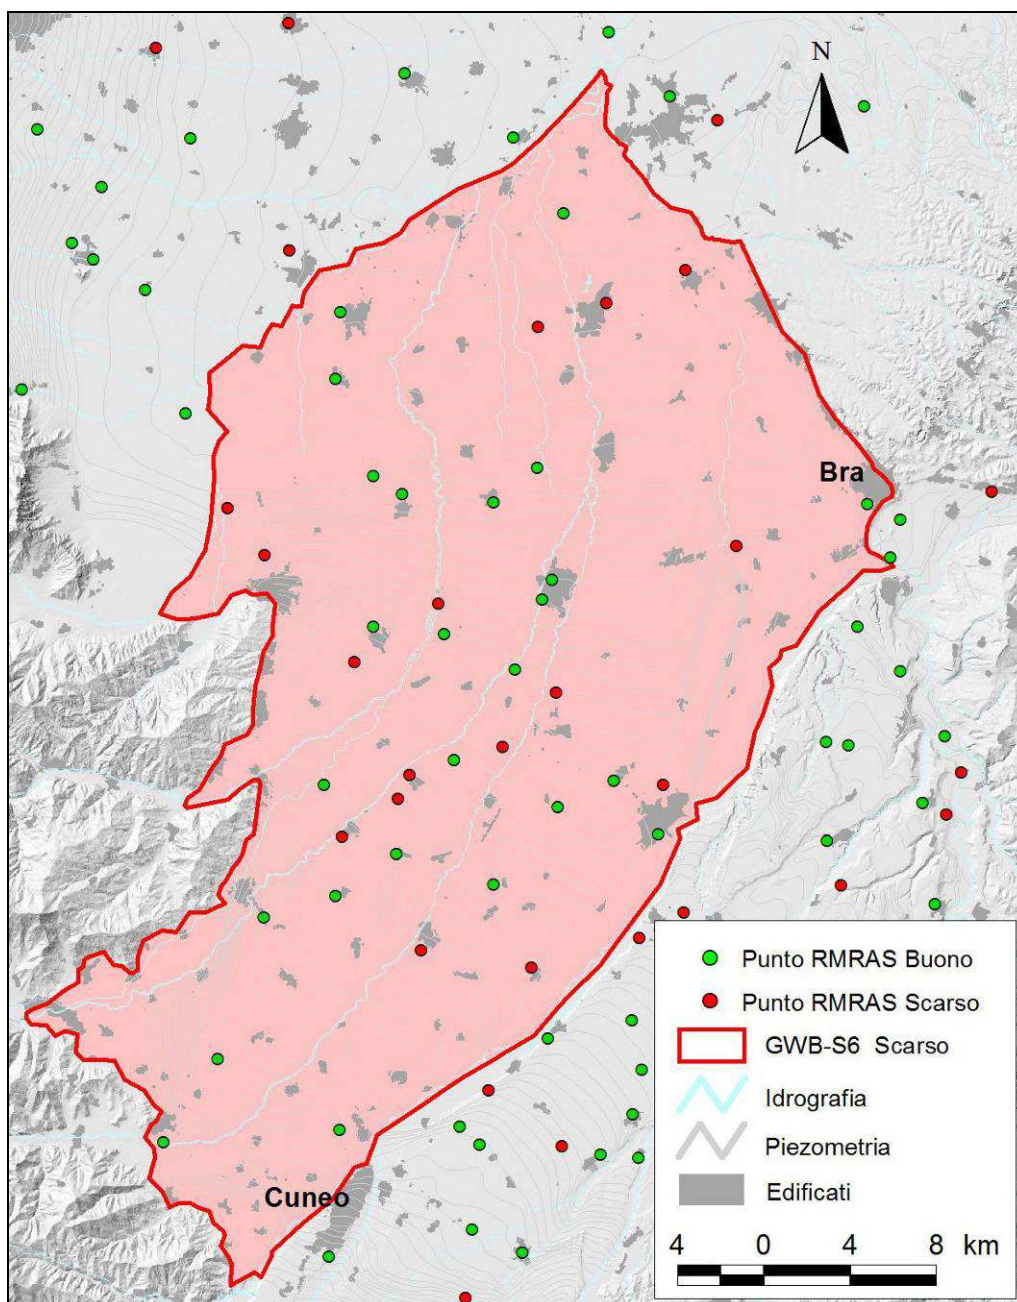 N
Bra
Cuneo
Punto RMRAS Buono
Punto RMRAS Scarso
GWB-S6 Scarso
Idrografia
Piezometria
Edificati
4 0 4 8 km